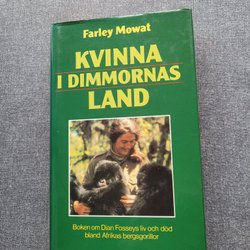 Farley Mowat
KVINNA
I DIMMORNAS
LAND
Boken om Dian Fosseys liv och död
bland Afrikas bergsgorillor